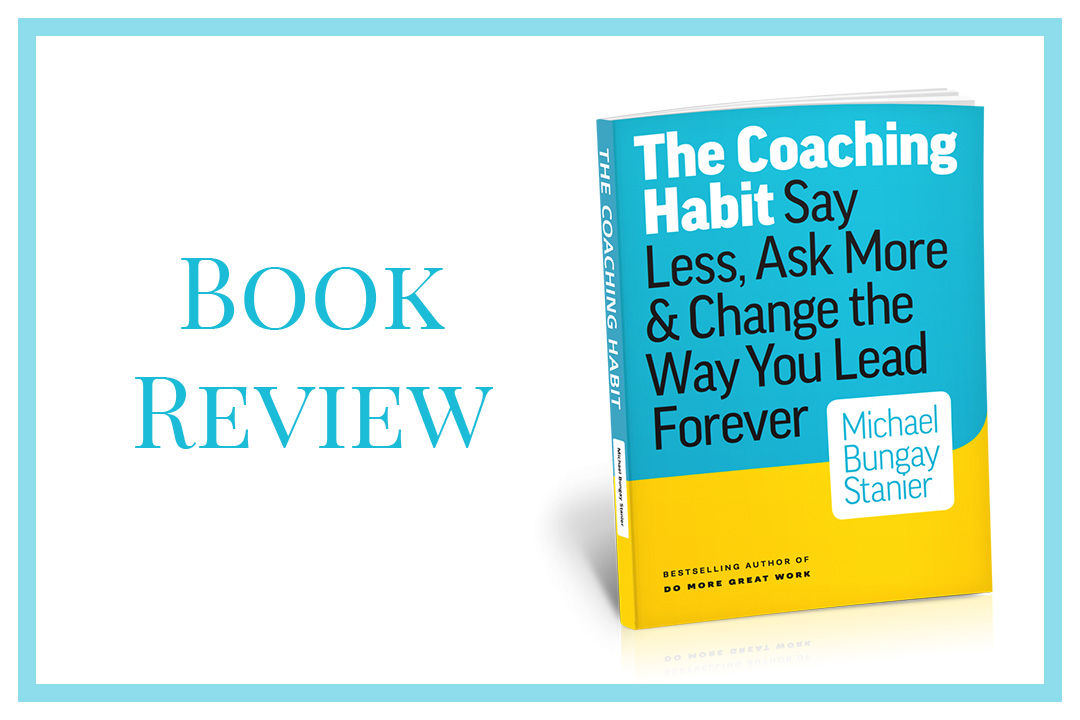 BOOK
REVIEW
THE COACHING HABIT
Michael Bungay Stanier
The Coaching
Habit Say
Less, Ask More
& Change the
Way You Lead
Forever
Michael
Bungay
Stanier
BESTSELLING AUTHOR OF
DO MORE GREAT WORK